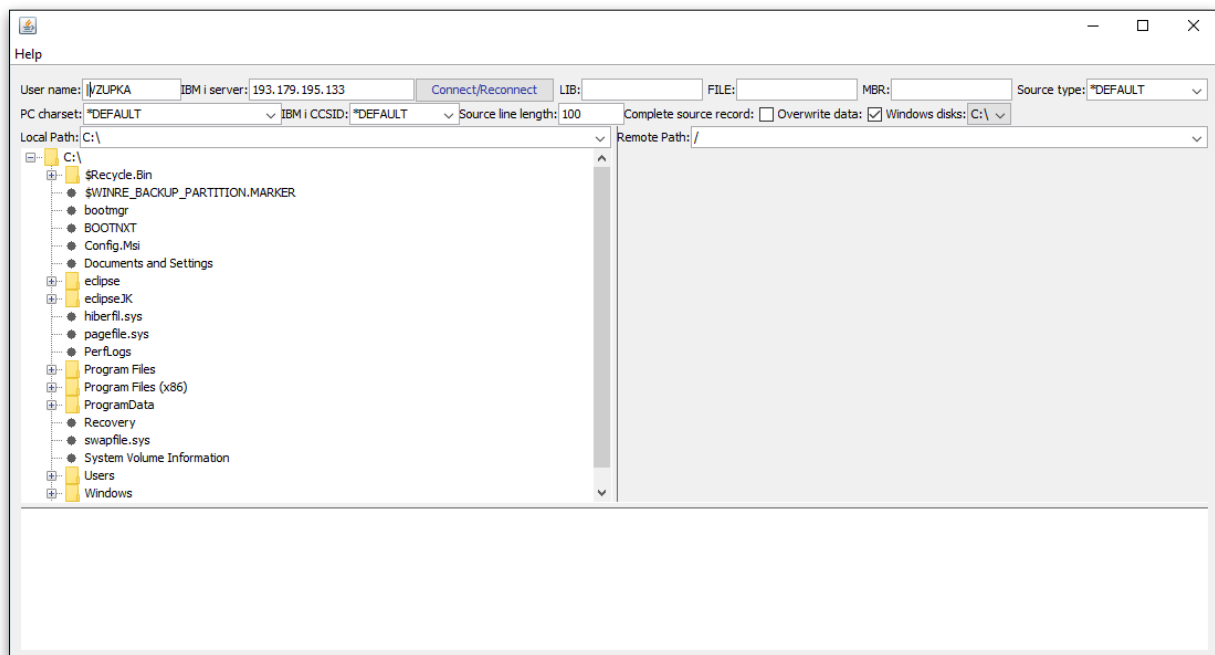 Help
User name: VZUPKA IBM i server: 193.179.195.133 Connect/Reconnect LIB: FILE: MBR: Source type: *DEFAULT
PC charset: *DEFAULT IBM i CCSID: *DEFAULT Source line length: 100 Complete source record: Overwrite data: Windows disks: C:\
Local Path: C:\ Remote Path: /
C:\
$Recycle.Bin
$WINRE_BACKUP_PARTITION.MARKER
bootmgr
BOOTNXT
Config.Msi
Documents and Settings
eclipse
eclipseJK
hiberfil.sys
pagefile.sys
PerfLogs
Program Files
Program Files (x86)
ProgramData
Recovery
swapfile.sys
System Volume Information
Users
Windows